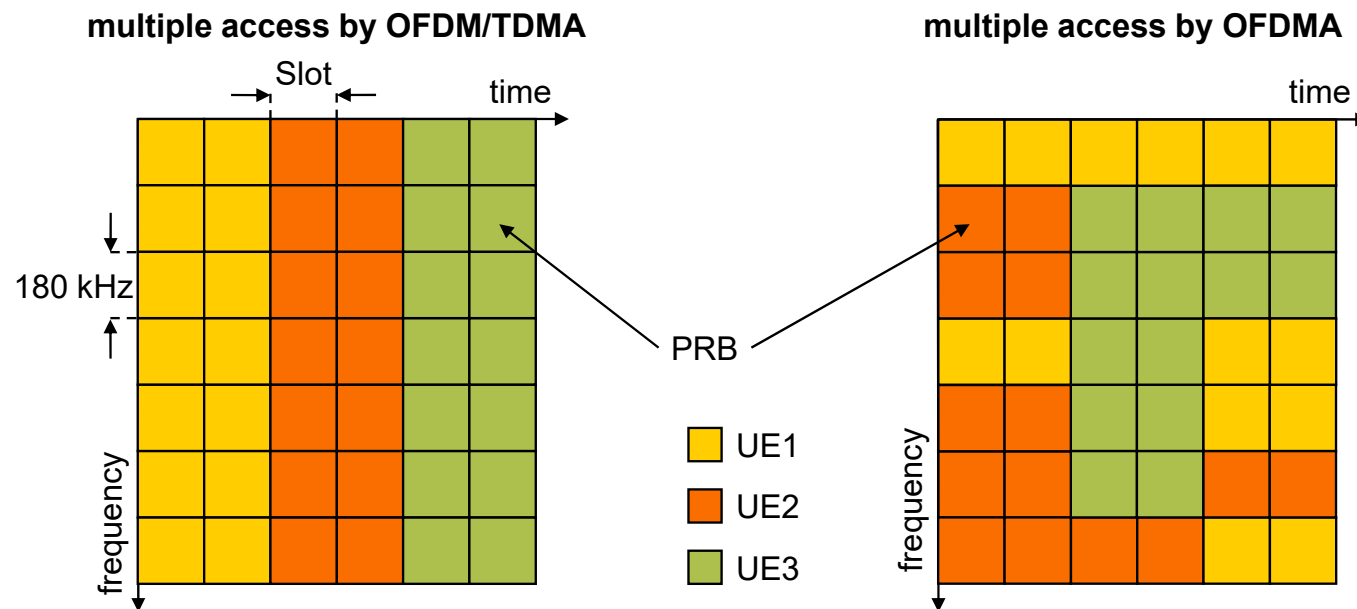 multiple access by OFDM/TDMA
multiple access by OFDMA
Slot
time
time
180 kHz
PRB
frequency
frequency
UE1
UE2
UE3